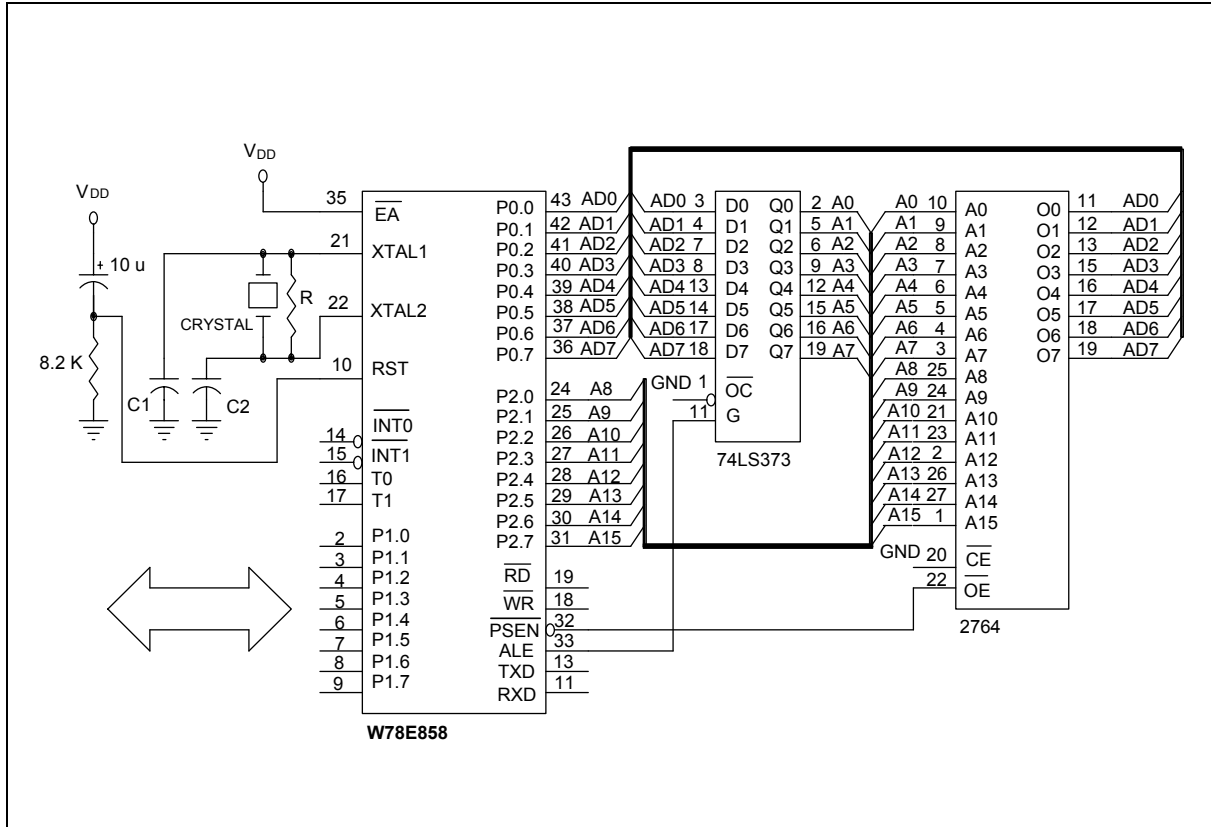 VDD
VDD
+ 10 u
8.2 K
C1
C2
CRYSTAL
R
35 EA
21 XTAL1
22 XTAL2
10 RST
14 INT0
15 INT1
16 T0
17 T1
2 P1.0
3 P1.1
4 P1.2
5 P1.3
6 P1.4
7 P1.5
8 P1.6
9 P1.7
P0.0 43 AD0
P0.1 42 AD1
P0.2 41 AD2
P0.3 40 AD3
P0.4 39 AD4
P0.5 38 AD5
P0.6 37 AD6
P0.7 36 AD7
P2.0 24 A8
P2.1 25 A9
P2.2 26 A10
P2.3 27 A11
P2.4 28 A12
P2.5 29 A13
P2.6 30 A14
P2.7 31 A15
RD 19
WR 18
PSEN 32
ALE 33
TXD 13
RXD 11
W78E858
AD0 3 D0 Q0 2 A0
AD1 4 D1 Q1 5 A1
AD2 7 D2 Q2 6 A2
AD3 8 D3 Q3 9 A3
AD4 13 D4 Q4 12 A4
AD5 14 D5 Q5 15 A5
AD6 17 D6 Q6 16 A6
AD7 18 D7 Q7 19 A7
GND 1 OC
11 G
74LS373
A0 10 A0
A1 9 A1
A2 8 A2
A3 7 A3
A4 6 A4
A5 5 A5
A6 4 A6
A7 3 A7
A8 25 A8
A9 24 A9
A10 21 A10
A11 23 A11
A12 2 A12
A13 26 A13
A14 27 A14
A15 1 A15
GND 20 CE
22 OE
O0 11 AD0
O1 12 AD1
O2 13 AD2
O3 15 AD3
O4 16 AD4
O5 17 AD5
O6 18 AD6
O7 19 AD7
2764